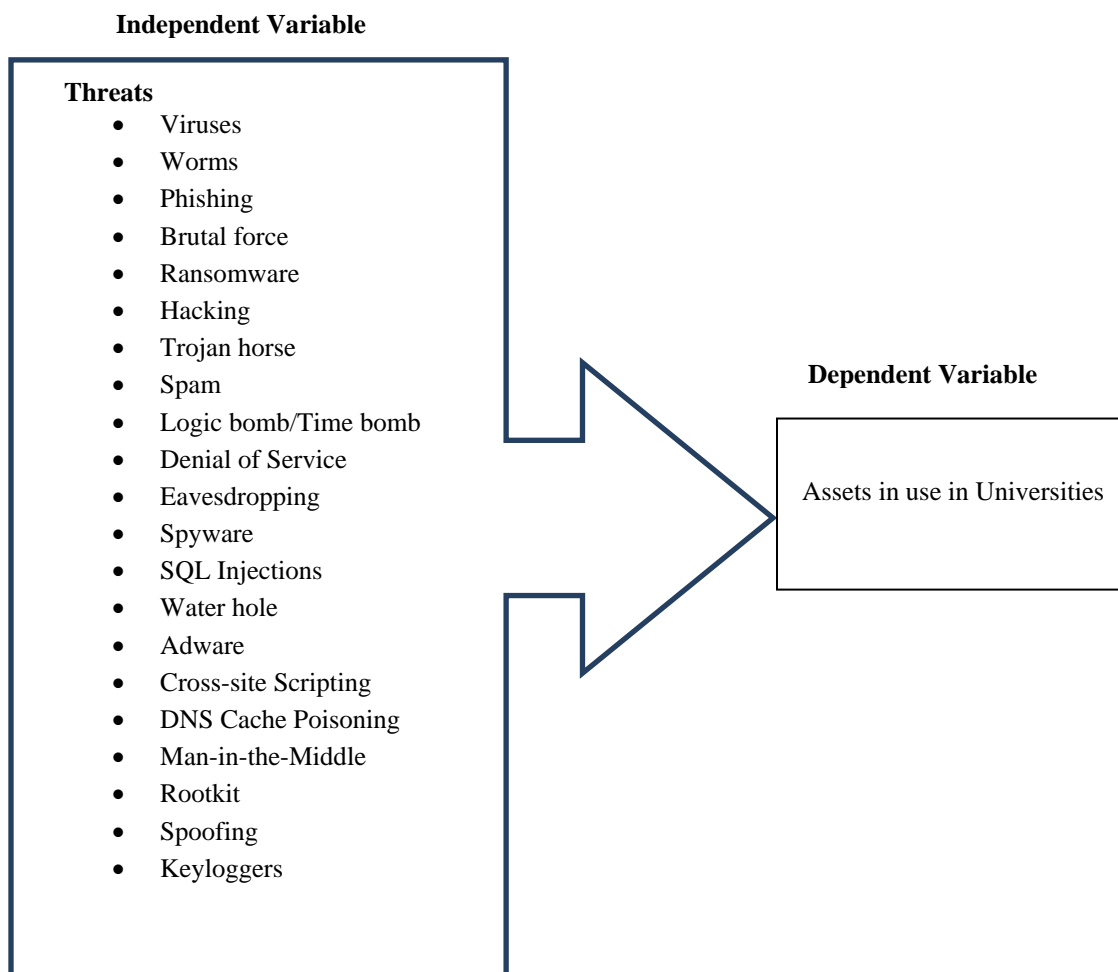 Independent Variable
Threats
• Viruses
• Worms
• Phishing
• Brutal force
• Ransomware
• Hacking
• Trojan horse
• Spam
• Logic bomb/Time bomb
• Denial of Service
• Eavesdropping
• Spyware
• SQL Injections
• Water hole
• Adware
• Cross-site Scripting
• DNS Cache Poisoning
• Man-in-the-Middle
• Rootkit
• Spoofing
• Keyloggers
Dependent Variable
Assets in use in Universities